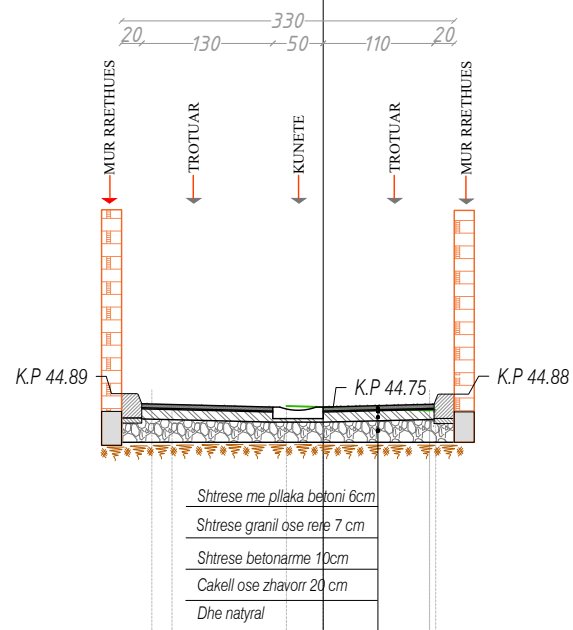 330
20 130 50 110 20
MUR RRETHUES
TROTUAR
KUNETE
TROTUAR
MUR RRETHUES
K.P 44.89
K.P 44.75
K.P 44.88
Shtrese me pllaka betoni 6cm
Shtrese granil ose rere 7 cm
Shtrese betonarme 10cm
Cakell ose zhavorr 20 cm
Dhe natyral